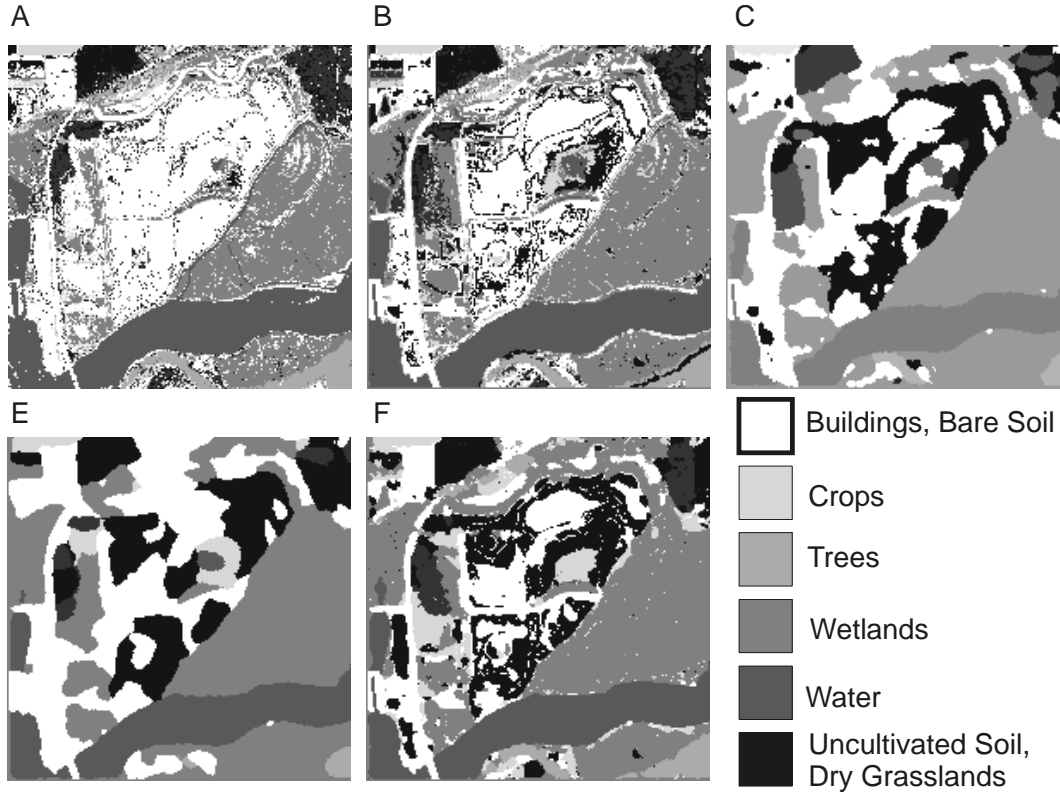 A
B
C
E
F
Buildings, Bare Soil
Crops
Trees
Wetlands
Water
Uncultivated Soil,
Dry Grasslands